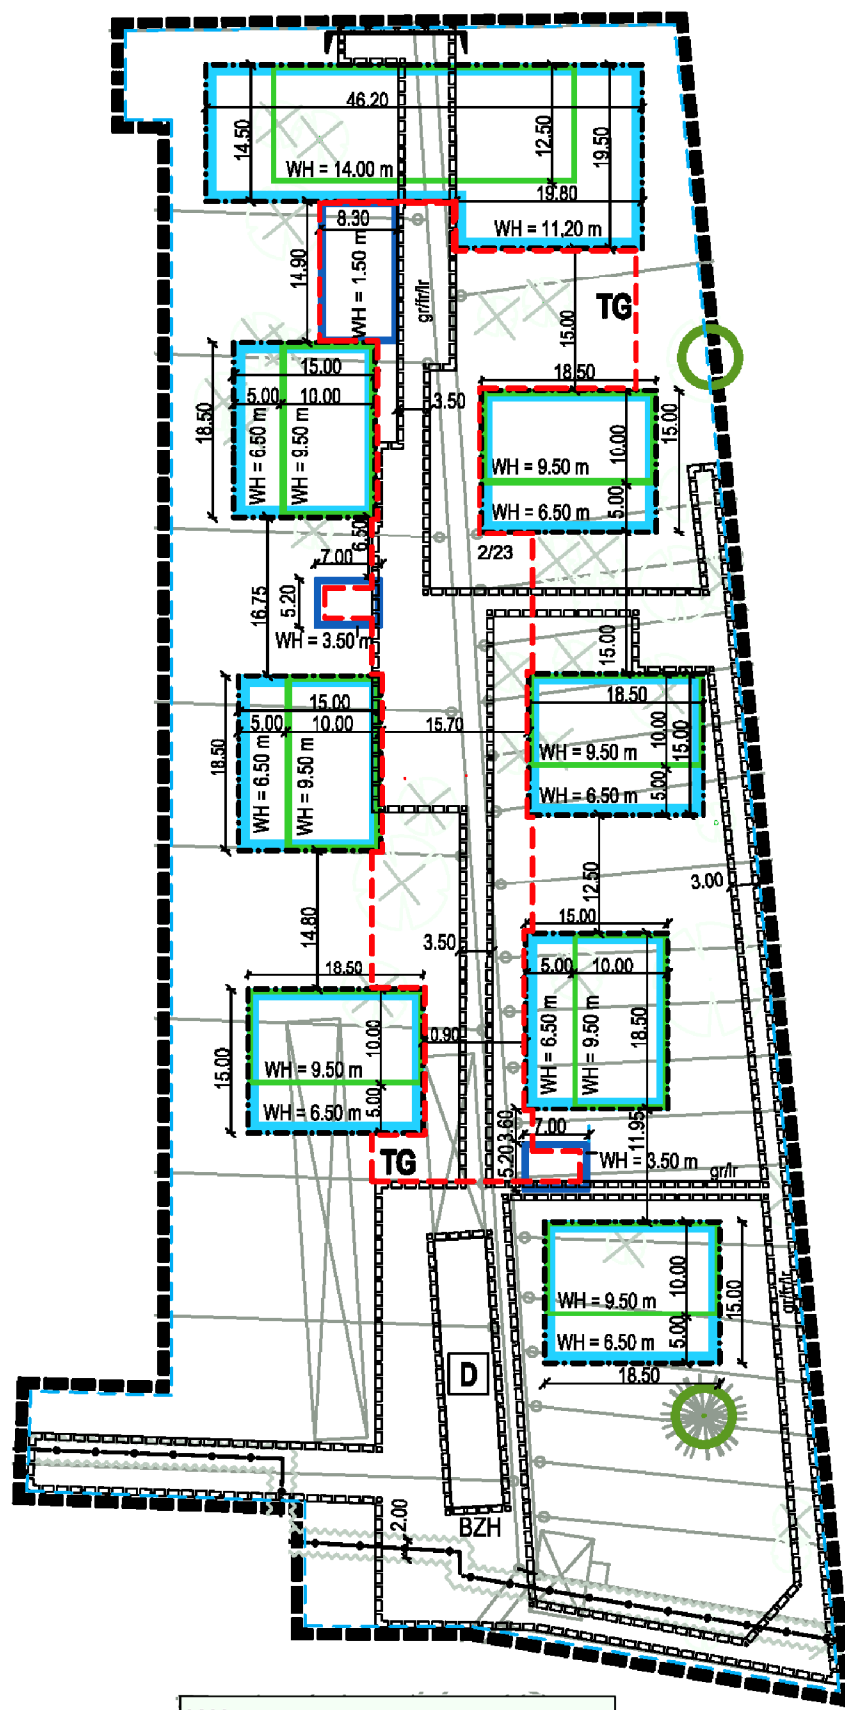 46.20
14.50
12.50
19.50
WH = 14.00 m
19.80
8.30
WH = 11,20 m
14.90
WH = 1.50 m
gr/fr/lr
TG
15.00
15.00
18.50
5.00
10.00
3.50
18.50
WH = 6.50 m
WH = 9.50 m
10.00
15.00
WH = 9.50 m
5.00
WH = 6.50 m
6.50
2/23
7.00
16.75
5.20
WH = 3.50 m
15.00
15.00
18.50
5.00
10.00
15.70
18.50
WH = 6.50 m
WH = 9.50 m
10.00
15.00
WH = 9.50 m
5.00
WH = 6.50 m
12.50
3.00
14.80
15.00
3.50
18.50
5.00
10.00
WH = 6.50 m
WH = 9.50 m
18.50
15.00
10.00
0.90
WH = 9.50 m
5.00
WH = 6.50 m
TG
3.60
5.20
7.00
11.95
WH = 3.50 m
gr/lr
10.00
15.00
gr/fr/lr
WH = 9.50 m
5.00
WH = 6.50 m
18.50
D
2.00
BZH